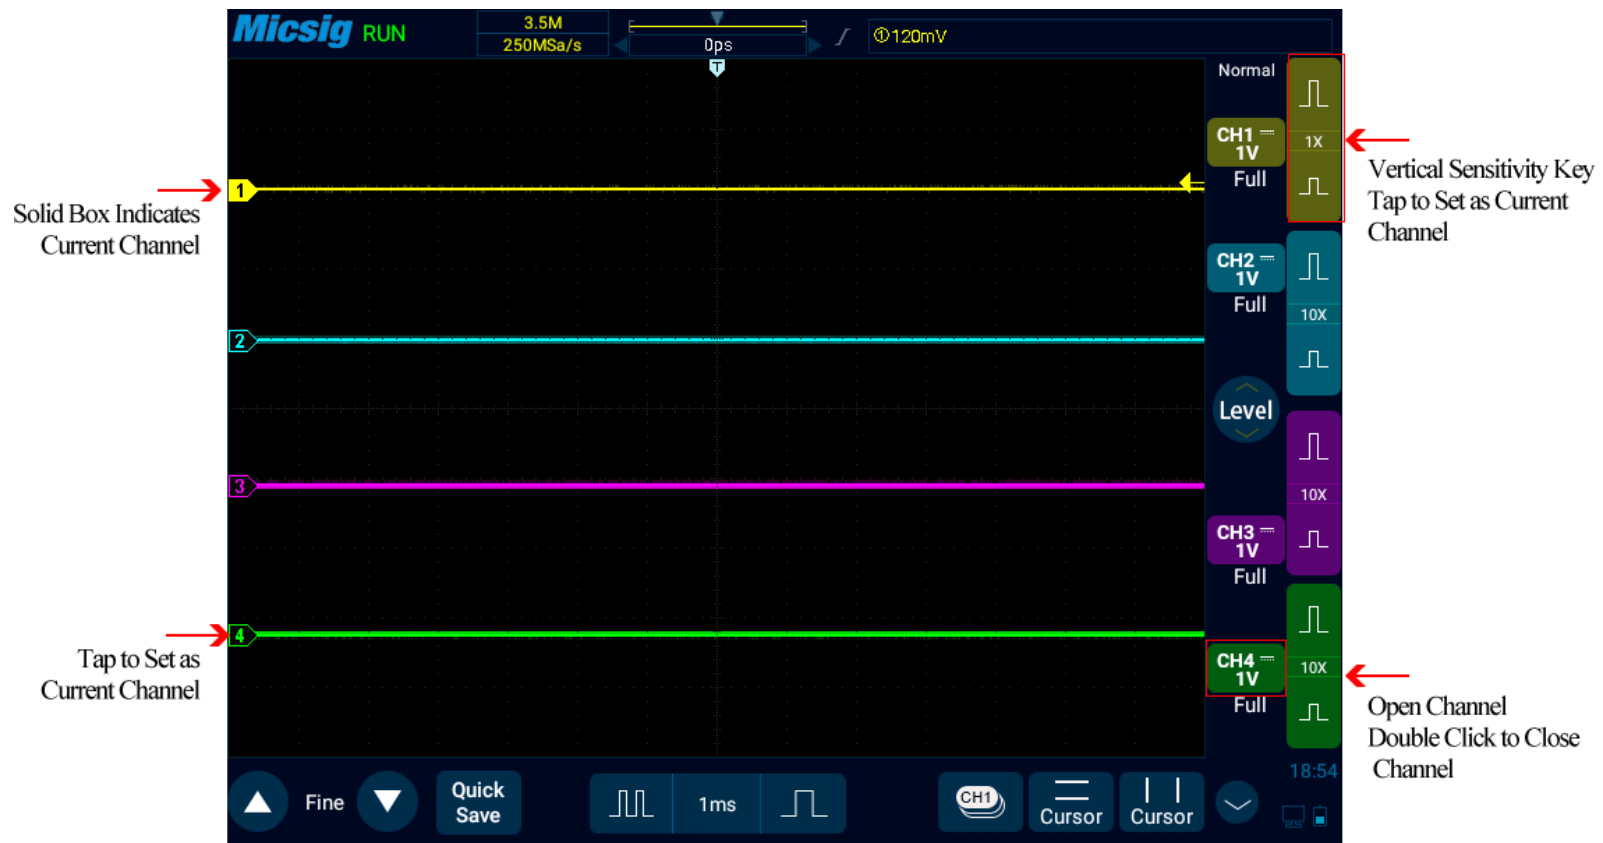 Micsig RUN
3.5M
250MSa/s
0ps
①120mV
T
Normal
CH1
1V
Full
1X
CH2
1V
Full
10X
Level
CH3
1V
Full
10X
CH4
1V
Full
10X
1
2
3
4
Solid Box Indicates
Current Channel
Tap to Set as
Current Channel
Vertical Sensitivity Key
Tap to Set as Current
Channel
Open Channel
Double Click to Close
Channel
18:54
Fine
Quick
Save
1ms
CH1
Cursor
Cursor